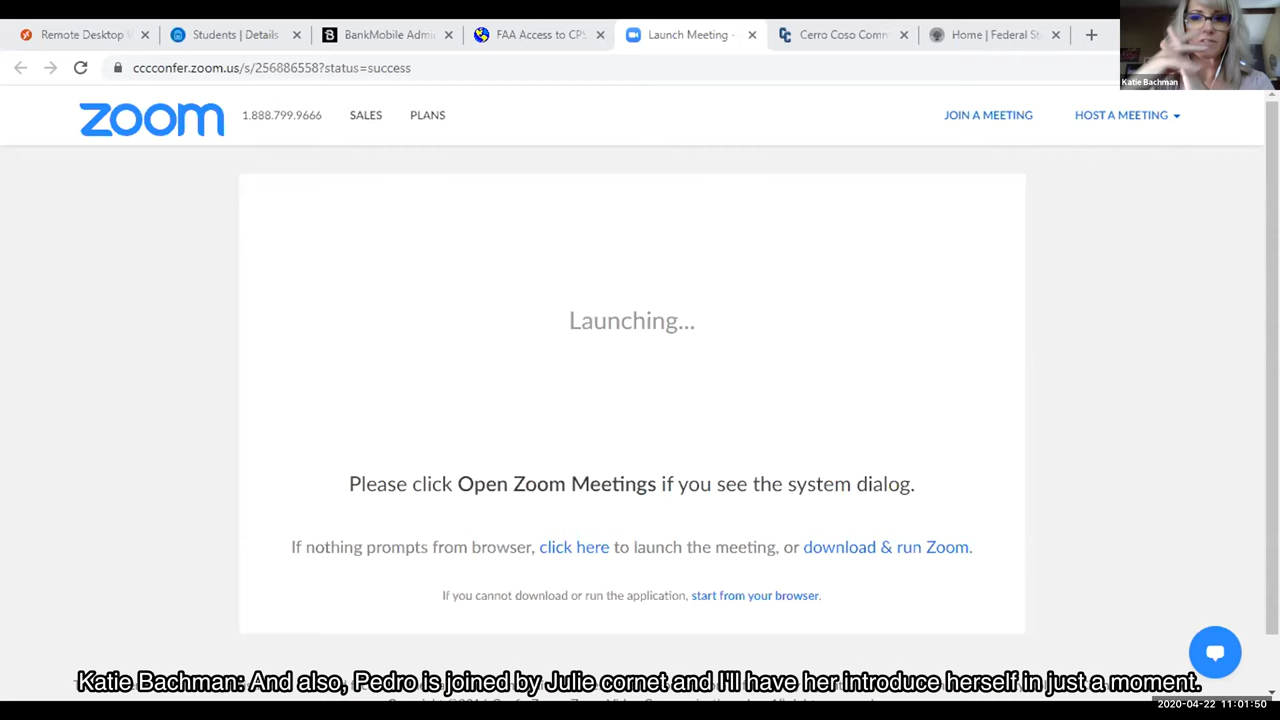 Remote Desktop
Students | Details
BankMobile Admi
FAA Access to CPS
Launch Meeting -
Cerro Coso Comm
Home | Federal St
Katie Bachman
cccconfer.zoom.us/s/256886558?status=success
zoom
1.888.799.9666
SALES
PLANS
JOIN A MEETING
HOST A MEETING
Launching...
Please click Open Zoom Meetings if you see the system dialog.
If nothing prompts from browser, click here to launch the meeting, or download & run Zoom.
If you cannot download or run the application, start from your browser.
Katie Bachman: And also, Pedro is joined by Julie cornet and I'll have her introduce herself in just a moment.
2020-04-22 11:01:50